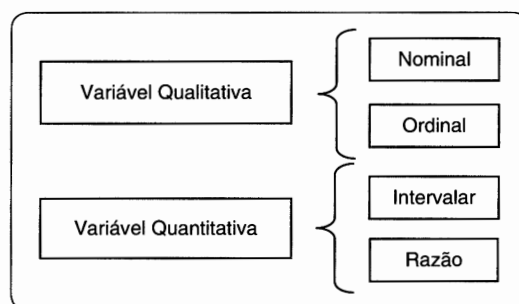 Variável Qualitativa
Nominal
Ordinal
Variável Quantitativa
Intervalar
Razão